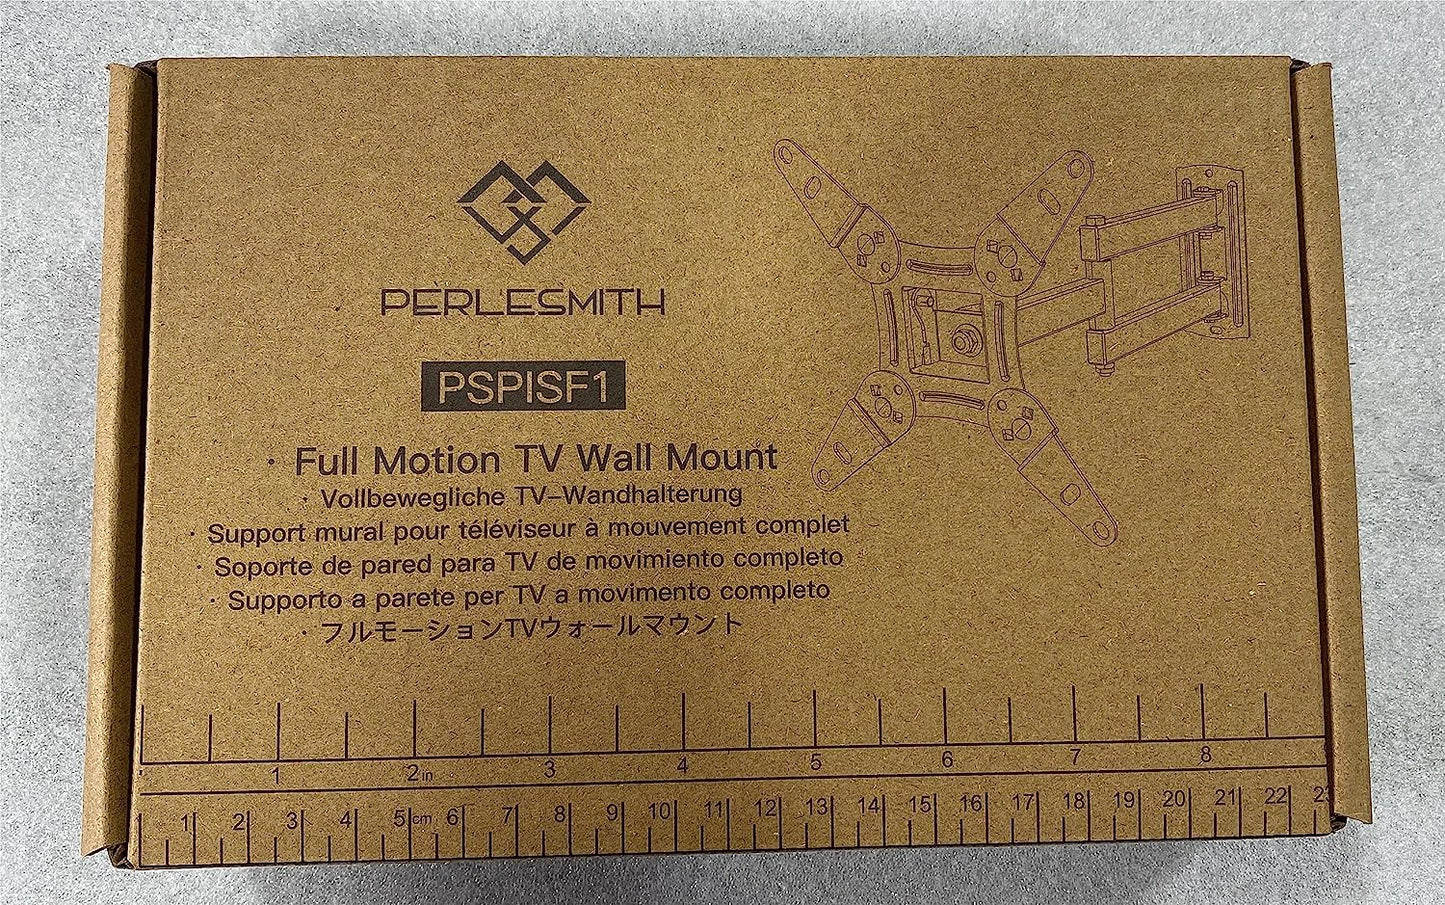 PERLESMITH
PSPISF1
· Full Motion TV Wall Mount
· Vollbewegliche TV-Wandhalterung
· Support mural pour téléviseur à mouvement complet
· Soporte de pared para TV de movimiento completo
· Supporto a parete per TV a movimento completo
· フルモーションTVウォールマウント
1 2in 3 4 5 6 7 8
1 2 3 4 5cm 6 7 8 9 10 11 12 13 14 15 16 17 18 19 20 21 22 23